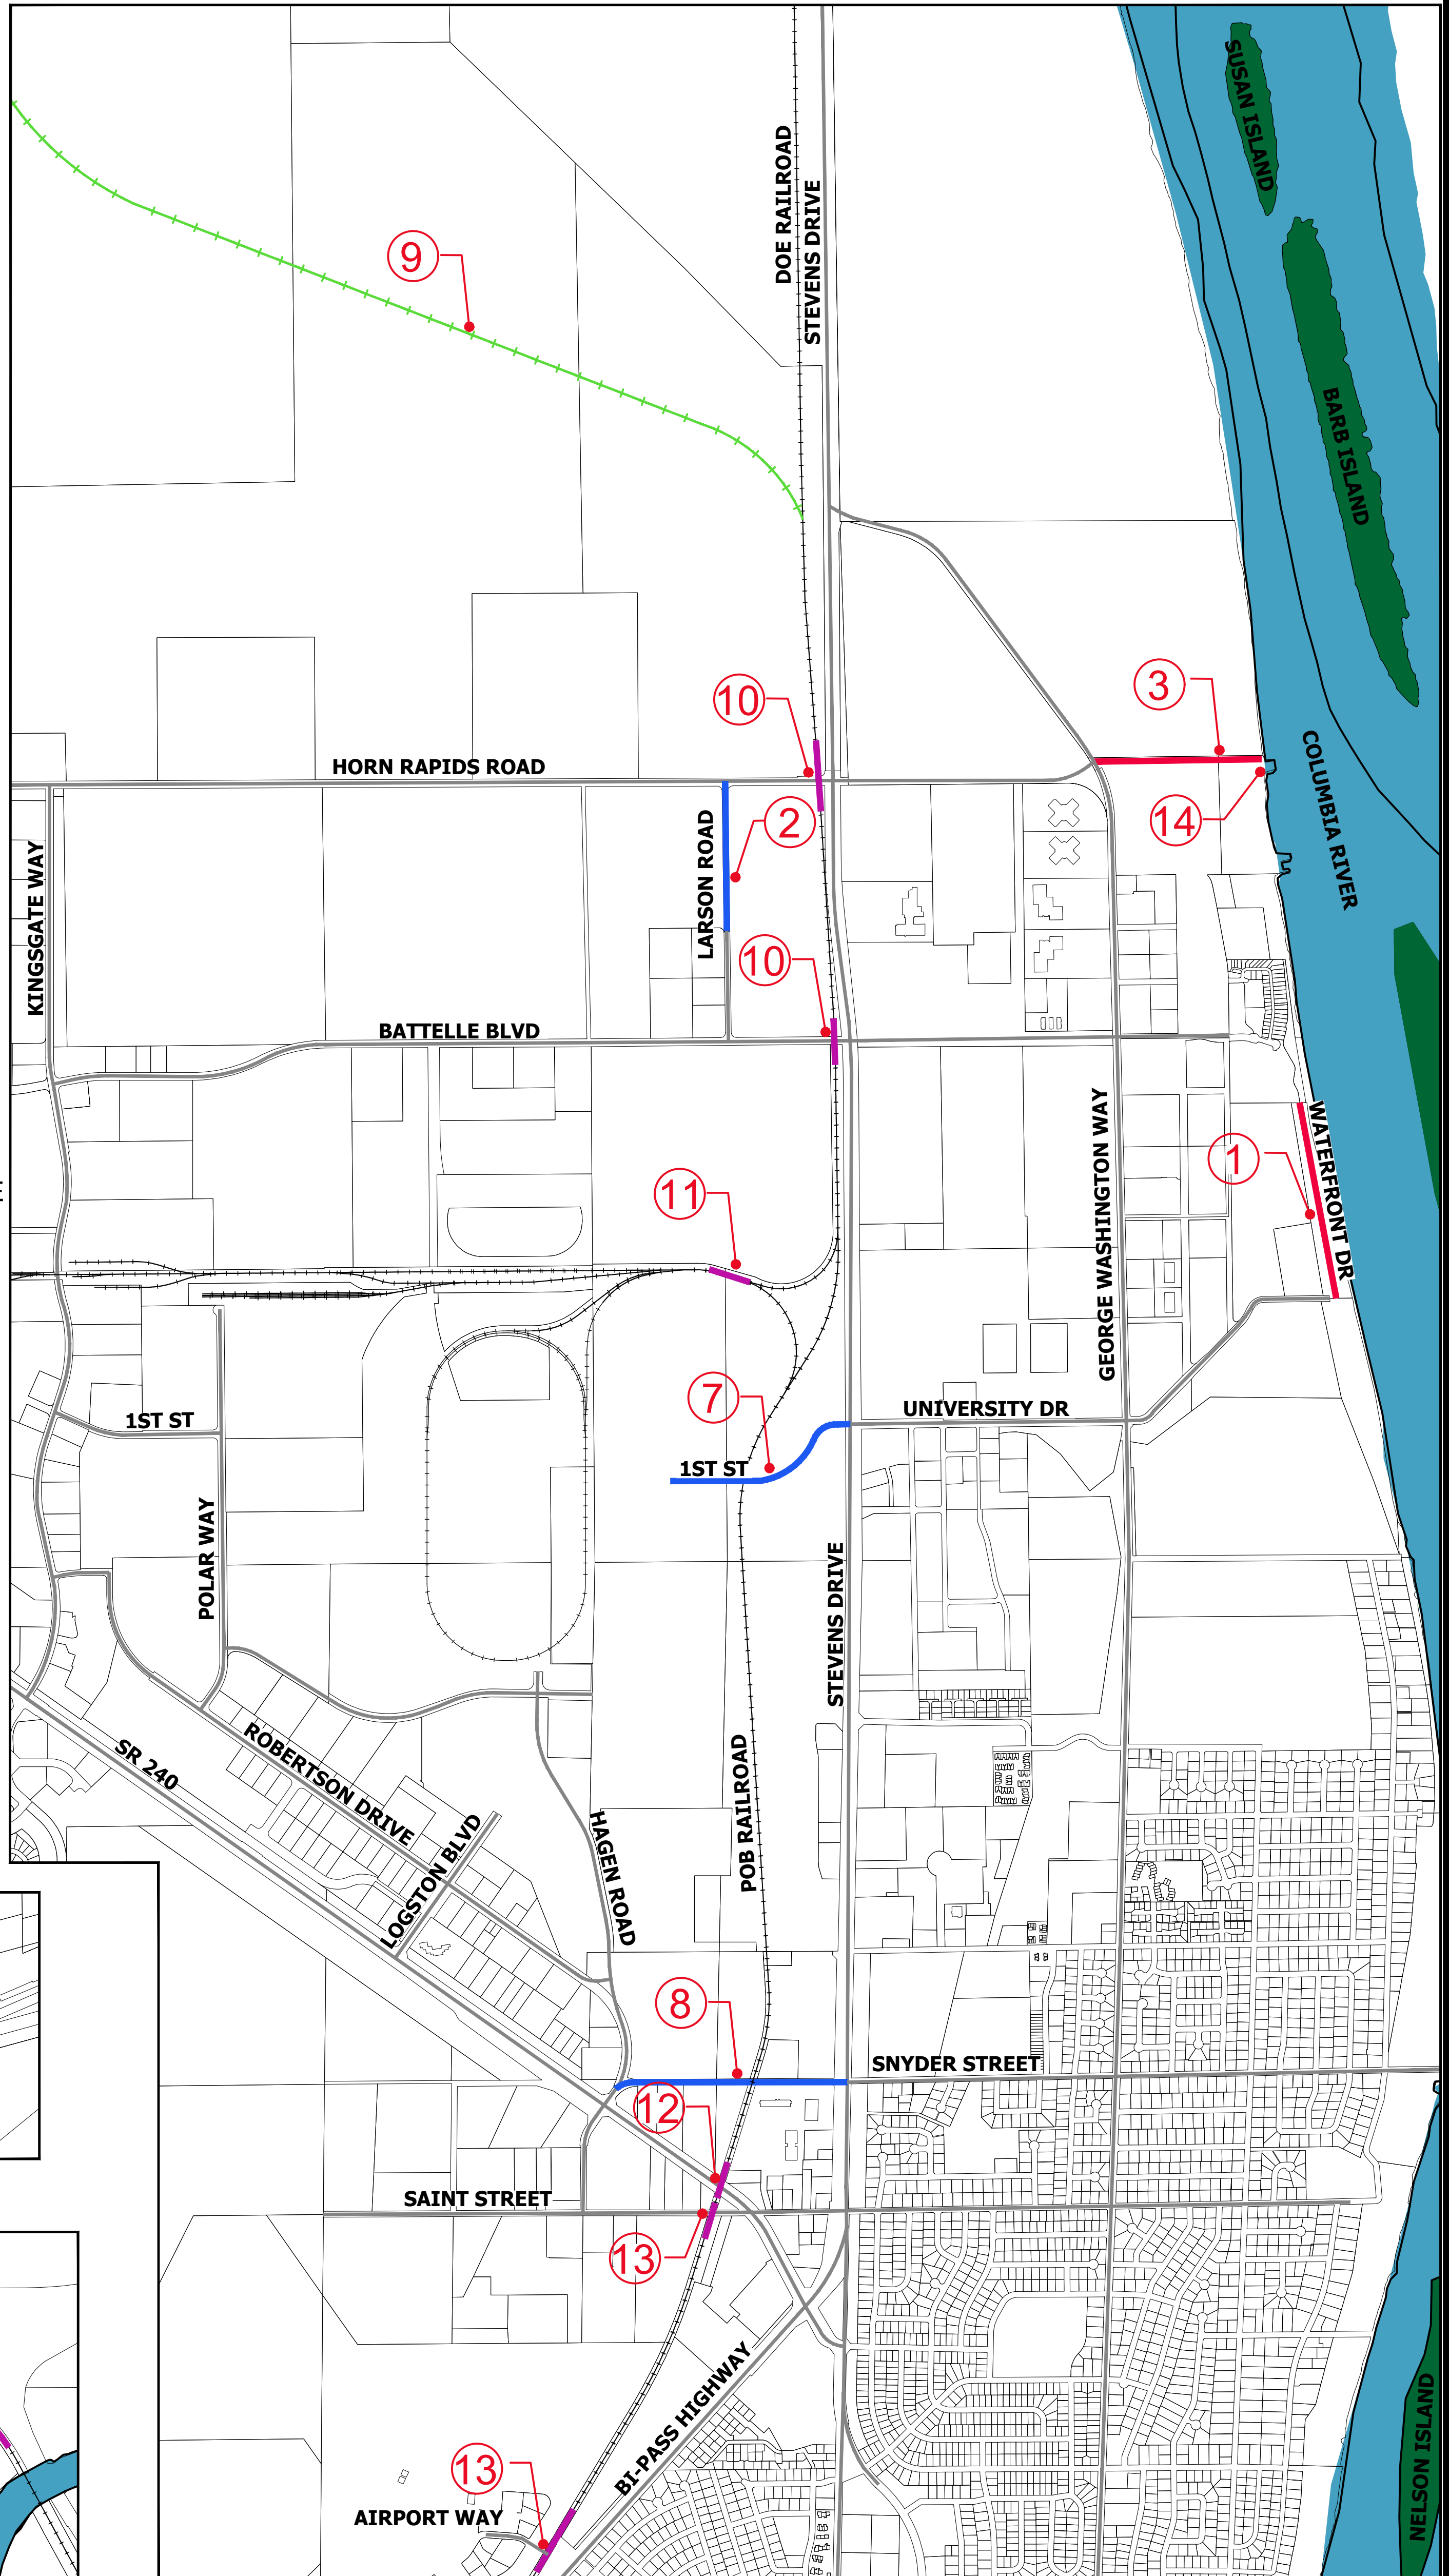 SUSAN ISLAND
DOE RAILROAD
STEVENS DRIVE
9
BARB ISLAND
3
10
HORN RAPIDS ROAD
COLUMBIA RIVER
14
2
LARSON ROAD
KINGSGATE WAY
10
BATTELLE BLVD
GEORGE WASHINGTON WAY
WATERFRONT DR
1
11
7
UNIVERSITY DR
1ST ST
1ST ST
POLAR WAY
STEVENS DRIVE
ROBERTSON DRIVE
SR 240
POB RAILROAD
LOGSTON BLVD
HAGEN ROAD
8
SNYDER STREET
12
SAINT STREET
13
BI-PASS HIGHWAY
NELSON ISLAND
13
AIRPORT WAY